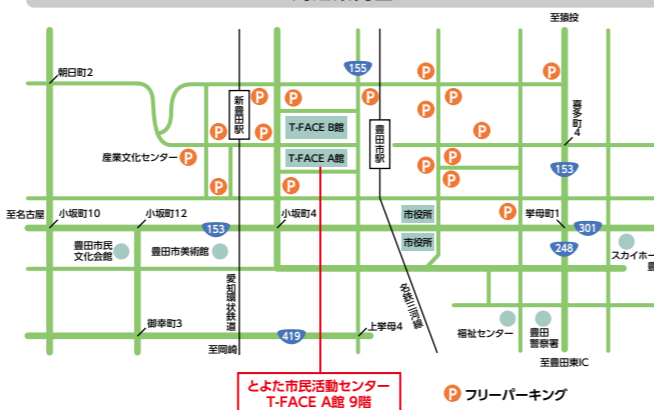 至猿投
朝日町2
155
P
P
P
P
P
新豊田駅
P
P
P
P
P
T-FACE B館
豊田市駅
喜多町4
産業文化センター P
T-FACE A館
P
P
153
P
P
P
至名古屋
小坂町10
小坂町12
153
小坂町4
市役所
挙母町1
301
豊田市民
文化会館
豊田市美術館
市役所
248
スカイホー
愛知環状鉄道
名鉄三河線
御幸町3
419
上挙母4
福祉センター
豊田
警察署
至岡崎
至豊田東IC
とよた市民活動センター
T-FACE A館 9階
P フリーパーキング